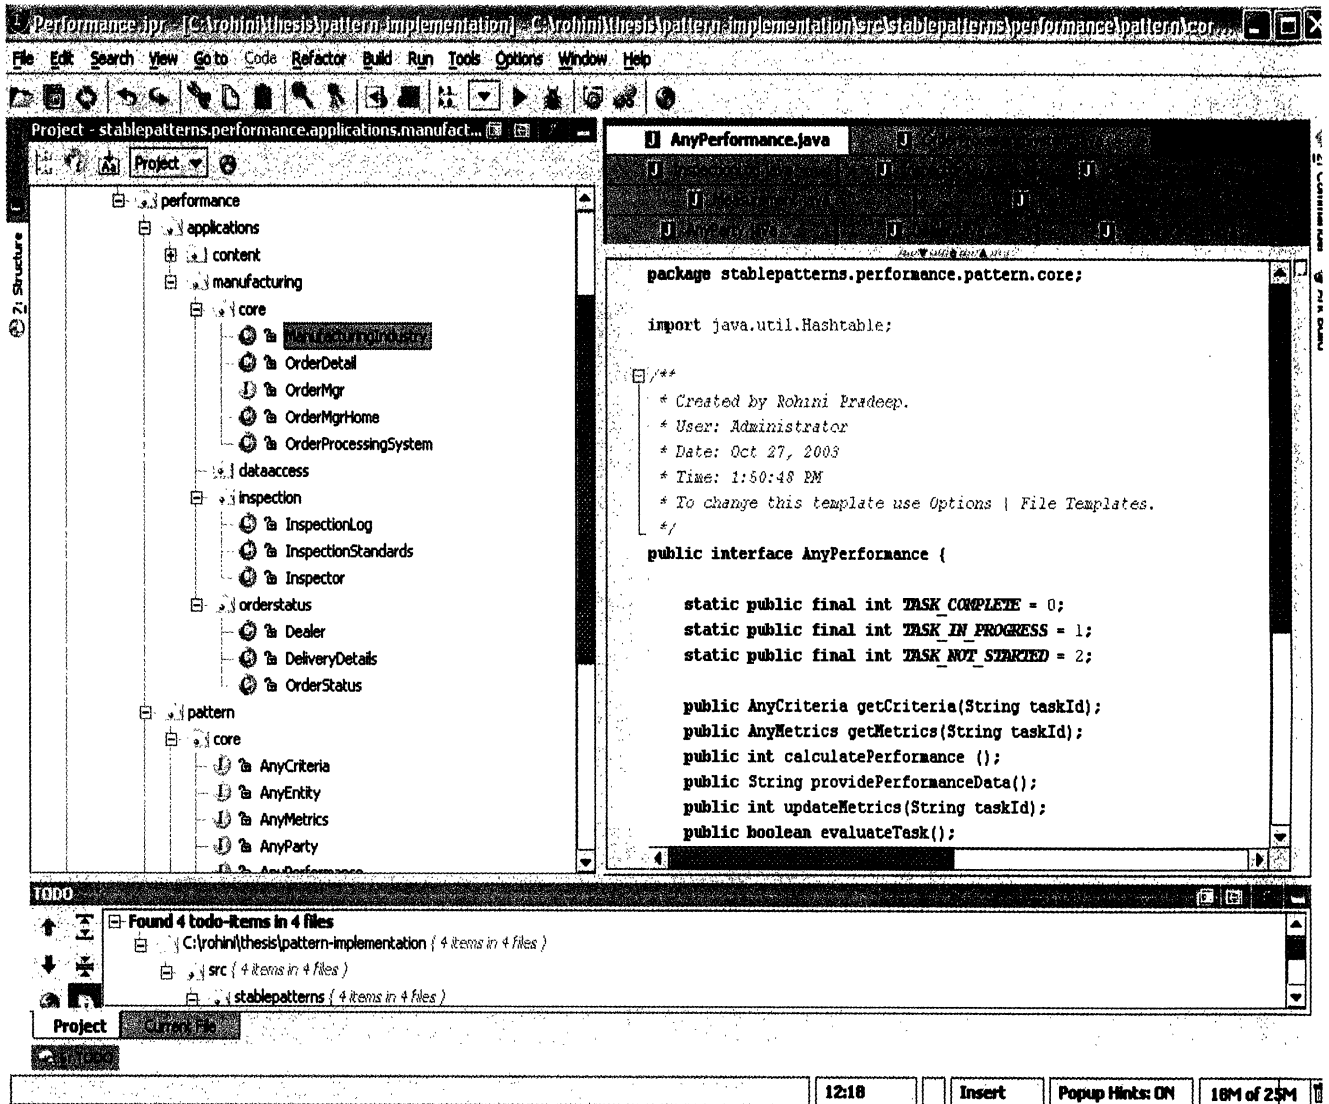 Performance.ipr - [C:\rohini\thesis\pattern-implementation] - C:\rohini\thesis\pattern-implementation\src\stablepatterns\performance\pattern\cor...
File Edit Search View Go to Code Refactor Build Run Tools Options Window Help
Project - stablepatterns.performance.applications.manufact...
Project
performance
applications
content
manufacturing
core
ManufacturingIndustry
OrderDetail
OrderMgr
OrderMgrHome
OrderProcessingSystem
dataaccess
inspection
InspectionLog
InspectionStandards
Inspector
orderstatus
Dealer
DeliveryDetails
OrderStatus
pattern
core
AnyCriteria
AnyEntity
AnyMetrics
AnyParty
AnyPerformance
Z: Structure
AnyPerformance.java
package stablepatterns.performance.pattern.core;
import java.util.Hashtable;
/**
* Created by Rohini Pradeep.
* User: Administrator
* Date: Oct 27, 2003
* Time: 1:50:48 PM
* To change this template use Options | File Templates.
*/
public interface AnyPerformance {
static public final int TASK_COMPLETE = 0;
static public final int TASK_IN_PROGRESS = 1;
static public final int TASK_NOT_STARTED = 2;
public AnyCriteria getCriteria(String taskId);
public AnyMetrics getMetrics(String taskId);
public int calculatePerformance ();
public String providePerformanceData();
public int updateMetrics(String taskId);
public boolean evaluateTask();
TODO
Found 4 todo-items in 4 files
C:\rohini\thesis\pattern-implementation ( 4 items in 4 files )
src ( 4 items in 4 files )
stablepatterns ( 4 items in 4 files )
Project Current File
TODO
12:18 Insert Popup Hints: ON 18M of 25M